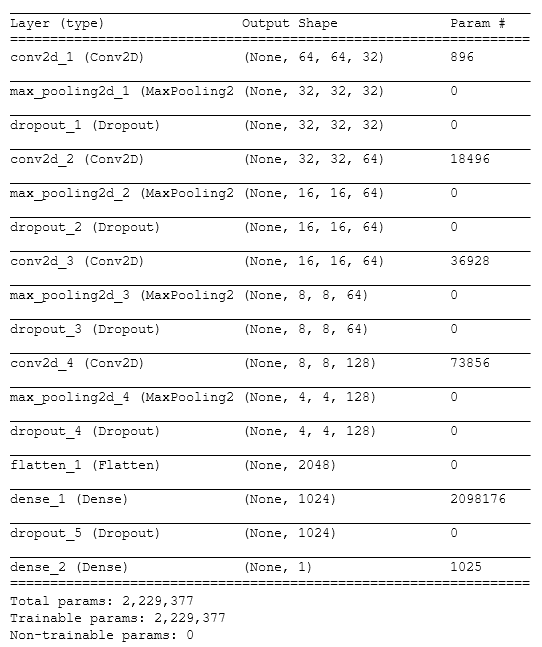 Layer (type) Output Shape Param #
=================================================================
conv2d_1 (Conv2D) (None, 64, 64, 32) 896
max_pooling2d_1 (MaxPooling2 (None, 32, 32, 32) 0
dropout_1 (Dropout) (None, 32, 32, 32) 0
conv2d_2 (Conv2D) (None, 32, 32, 64) 18496
max_pooling2d_2 (MaxPooling2 (None, 16, 16, 64) 0
dropout_2 (Dropout) (None, 16, 16, 64) 0
conv2d_3 (Conv2D) (None, 16, 16, 64) 36928
max_pooling2d_3 (MaxPooling2 (None, 8, 8, 64) 0
dropout_3 (Dropout) (None, 8, 8, 64) 0
conv2d_4 (Conv2D) (None, 8, 8, 128) 73856
max_pooling2d_4 (MaxPooling2 (None, 4, 4, 128) 0
dropout_4 (Dropout) (None, 4, 4, 128) 0
flatten_1 (Flatten) (None, 2048) 0
dense_1 (Dense) (None, 1024) 2098176
dropout_5 (Dropout) (None, 1024) 0
dense_2 (Dense) (None, 1) 1025
=================================================================
Total params: 2,229,377
Trainable params: 2,229,377
Non-trainable params: 0